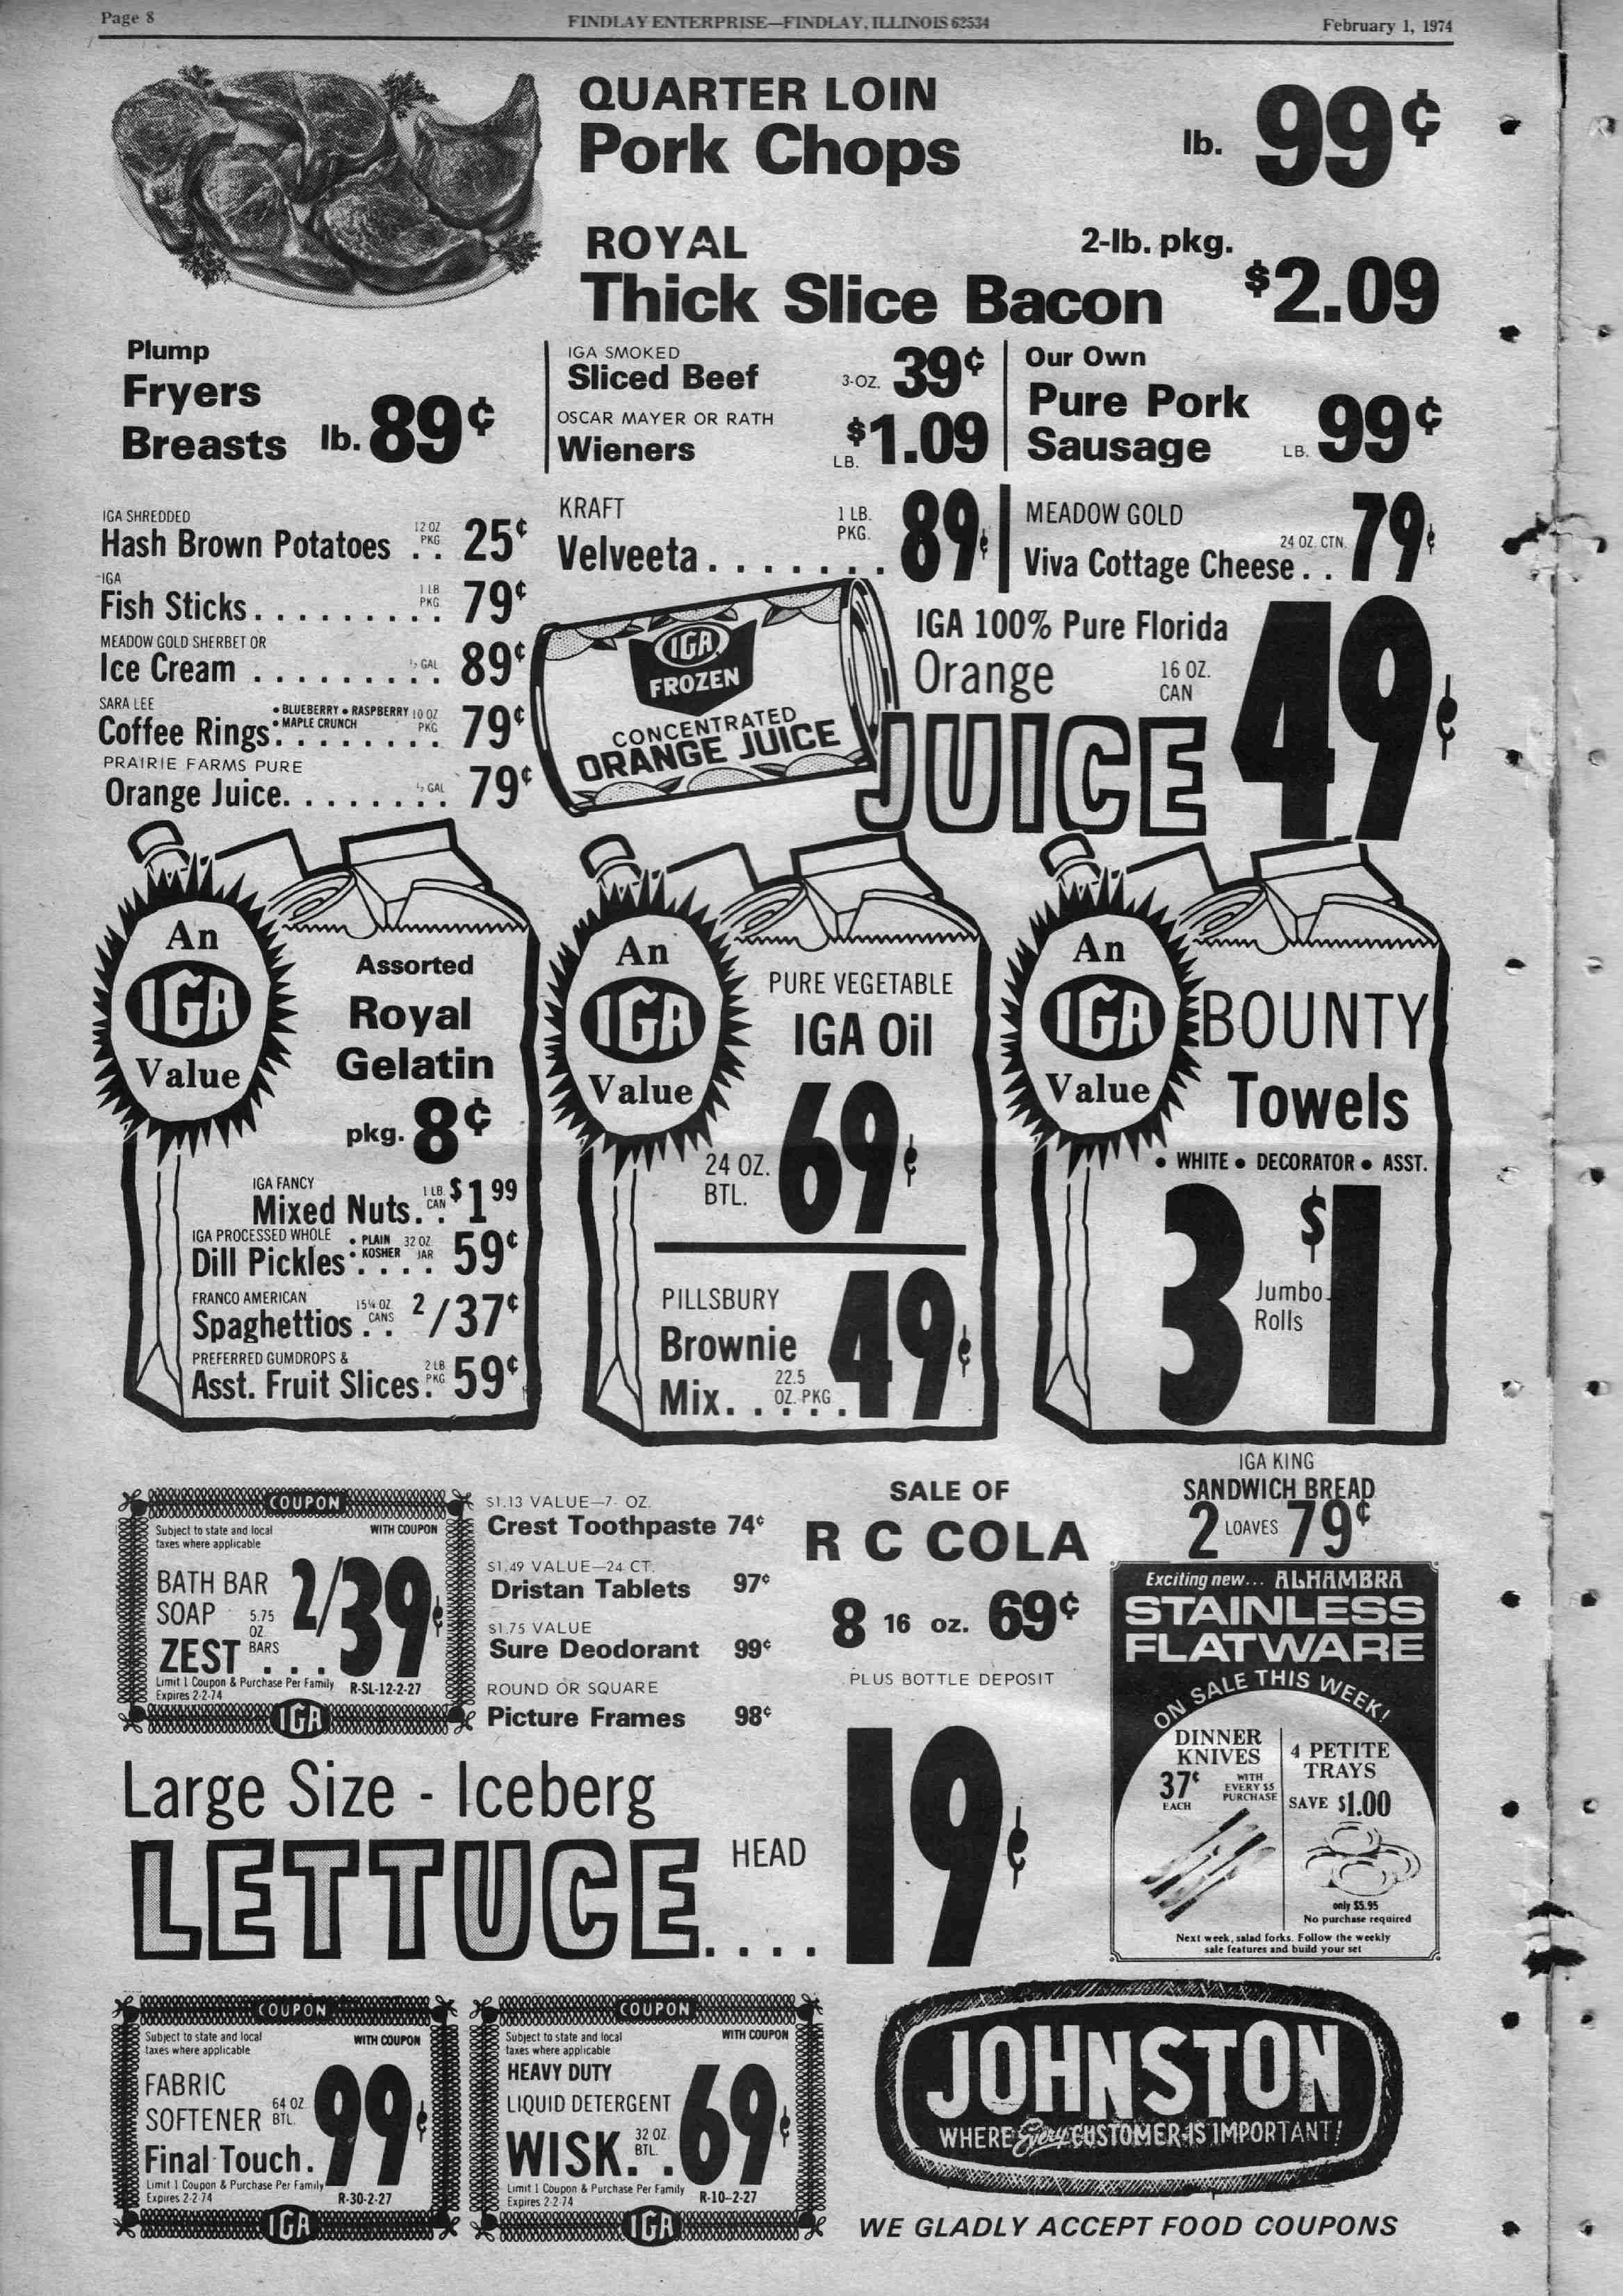 Page 8
FINDLAY ENTERPRISE—FINDLAY, ILLINOIS 62534
February 1, 1974
QUARTER LOIN
Pork Chops
lb. 99¢
ROYAL
2-lb. pkg.
Thick Slice Bacon $2.09
Plump
Fryers
Breasts lb. 89¢
IGA SMOKED
Sliced Beef 3-OZ. 39¢
OSCAR MAYER OR RATH
Wieners LB. $1.09
Our Own
Pure Pork
Sausage LB. 99¢
IGA SHREDDED
Hash Brown Potatoes . . 12 OZ PKG 25¢
IGA
Fish Sticks . . . . . . . . . 1 LB PKG 79¢
MEADOW GOLD SHERBET OR
Ice Cream . . . . . . . . . ½ GAL 89¢
SARA LEE
Coffee Rings • BLUEBERRY • RASPBERRY • MAPLE CRUNCH 10 OZ PKG 79¢
PRAIRIE FARMS PURE
Orange Juice. . . . . . . . ½ GAL 79¢
KRAFT
Velveeta . . . . . . . 1 LB. PKG. 89¢
MEADOW GOLD
Viva Cottage Cheese . . 24 OZ. CTN. 79¢
IGA
FROZEN
CONCENTRATED
ORANGE JUICE
IGA 100% Pure Florida
Orange 16 OZ. CAN
JUICE 49¢
An
IGA
Value
Assorted
Royal
Gelatin
pkg. 8¢
IGA FANCY
Mixed Nuts. . 1 LB. CAN $1 99
IGA PROCESSED WHOLE
Dill Pickles • PLAIN • KOSHER 32 OZ JAR 59¢
FRANCO AMERICAN
Spaghettios . . 15¼ OZ. CANS 2/37¢
PREFERRED GUMDROPS &
Asst. Fruit Slices . 2 LB PKG 59¢
An
IGA
Value
PURE VEGETABLE
IGA Oil
24 OZ.
BTL. 69¢
PILLSBURY
Brownie
Mix. . . . . . 22.5 OZ. PKG. 49¢
An
IGA
Value
BOUNTY
Towels
• WHITE • DECORATOR • ASST.
3 $1
Jumbo
Rolls
COUPON
Subject to state and local
taxes where applicable
WITH COUPON
BATH BAR
SOAP 5.75 OZ. BARS
ZEST . . . 2/39¢
Limit 1 Coupon & Purchase Per Family
Expires 2-2-74
R-SL-12-2-27
IGA
$1.13 VALUE—7 OZ.
Crest Toothpaste 74¢
$1.49 VALUE—24 CT.
Dristan Tablets 97¢
$1.75 VALUE
Sure Deodorant 99¢
ROUND OR SQUARE
Picture Frames 98¢
SALE OF
R C COLA
8 16 oz. 69¢
PLUS BOTTLE DEPOSIT
IGA KING
SANDWICH BREAD
2 LOAVES 79¢
Exciting new... ALHAMBRA
STAINLESS
FLATWARE
ON SALE THIS WEEK!
DINNER
KNIVES
37¢
EACH
WITH
EVERY $5
PURCHASE
4 PETITE
TRAYS
SAVE $1.00
only $5.95
No purchase required
Next week, salad forks. Follow the weekly
sale features and build your set
Large Size - Iceberg
LETTUCE. . . . HEAD 19¢
COUPON
Subject to state and local
taxes where applicable
WITH COUPON
FABRIC
SOFTENER 64 OZ. BTL.
Final Touch. 99¢
Limit 1 Coupon & Purchase Per Family
Expires 2-2-74
R-30-2-27
IGA
COUPON
Subject to state and local
taxes where applicable
WITH COUPON
HEAVY DUTY
LIQUID DETERGENT
WISK. . . 32 OZ. BTL. 69¢
Limit 1 Coupon & Purchase Per Family
Expires 2-2-74
R-10-2-27
IGA
JOHNSTON
WHERE Every CUSTOMER IS IMPORTANT!
WE GLADLY ACCEPT FOOD COUPONS